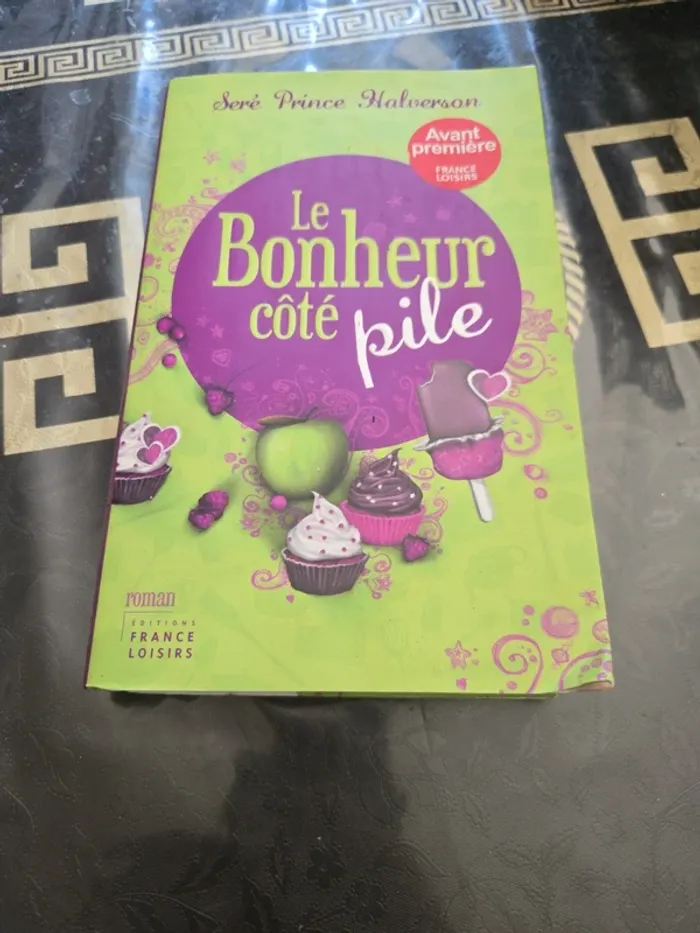 Seré Prince Halverson
Avant
première
FRANCE
LOISIRS
Le
Bonheur
côté pile
roman
ÉDITIONS
FRANCE
LOISIRS